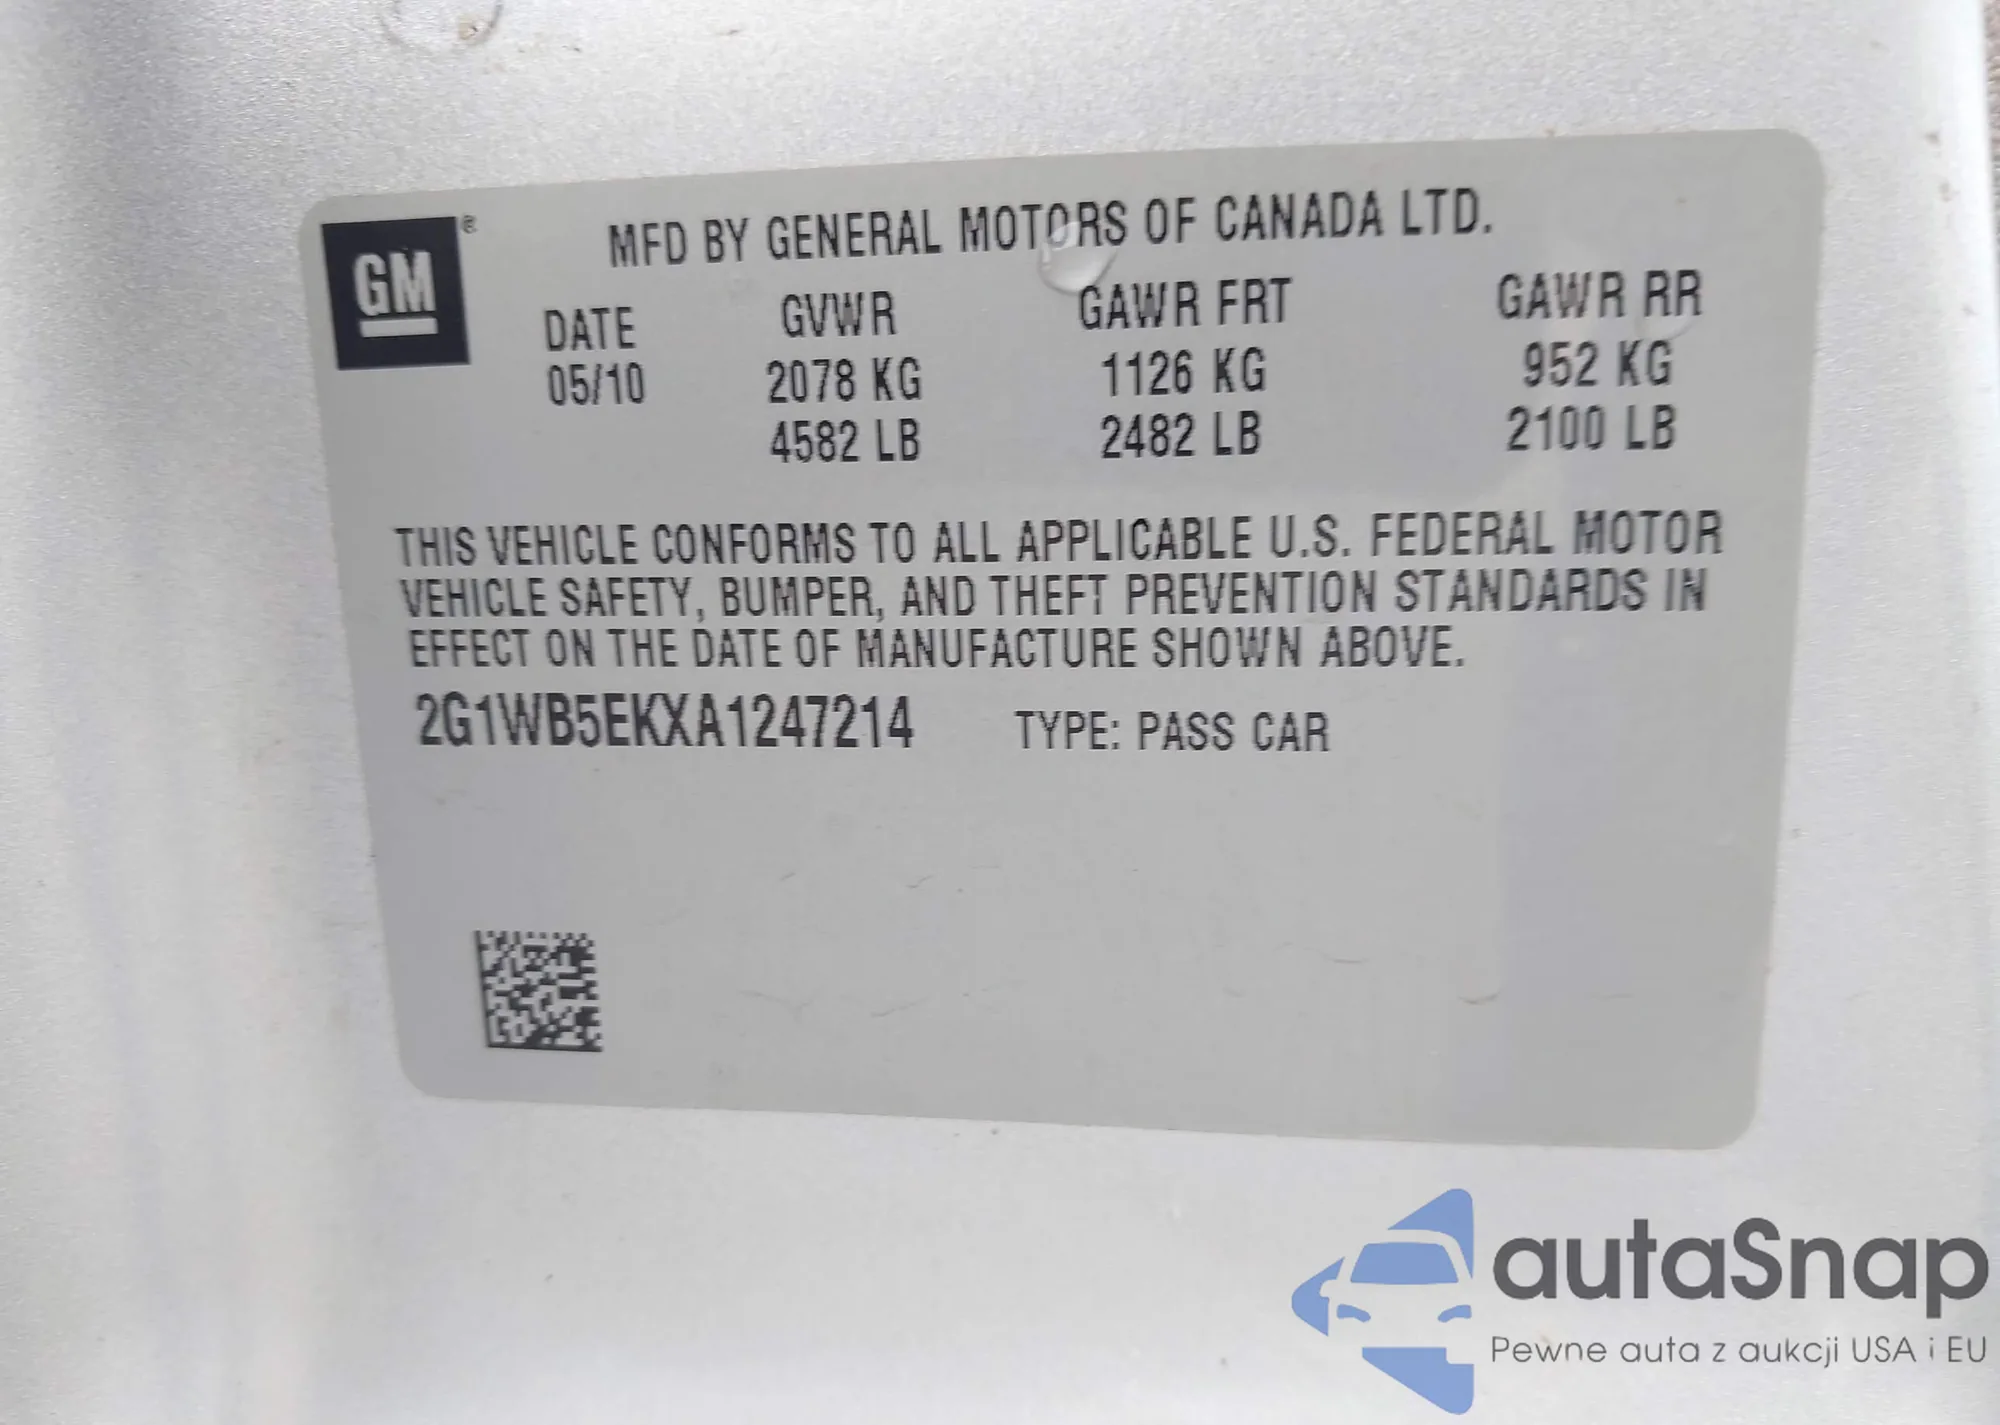 GM ®
MFD BY GENERAL MOTORS OF CANADA LTD.
DATE GVWR GAWR FRT GAWR RR
05/10 2078 KG 1126 KG 952 KG
4582 LB 2482 LB 2100 LB
THIS VEHICLE CONFORMS TO ALL APPLICABLE U.S. FEDERAL MOTOR
VEHICLE SAFETY, BUMPER, AND THEFT PREVENTION STANDARDS IN
EFFECT ON THE DATE OF MANUFACTURE SHOWN ABOVE.
2G1WB5EKXA1247214 TYPE: PASS CAR
autaSnap
Pewne auta z aukcji USA i EU